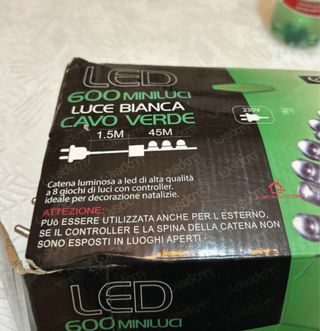 LED
600 MINILUCI
LUCE BIANCA
CAVO VERDE
230V
1.5M 45M
Catena luminosa a led di alta qualità
a 8 giochi di luci con controller.
ideale per decorazione natalizie.
ATTEZIONE:
PUÒ ESSERE UTILIZZATA ANCHE PER L ESTERNO,
SE IL CONTROLLER E LA SPINA DELLA CATENA NON
SONO ESPOSTI IN LUOGHI APERTI.
LED
600 MINILUCI